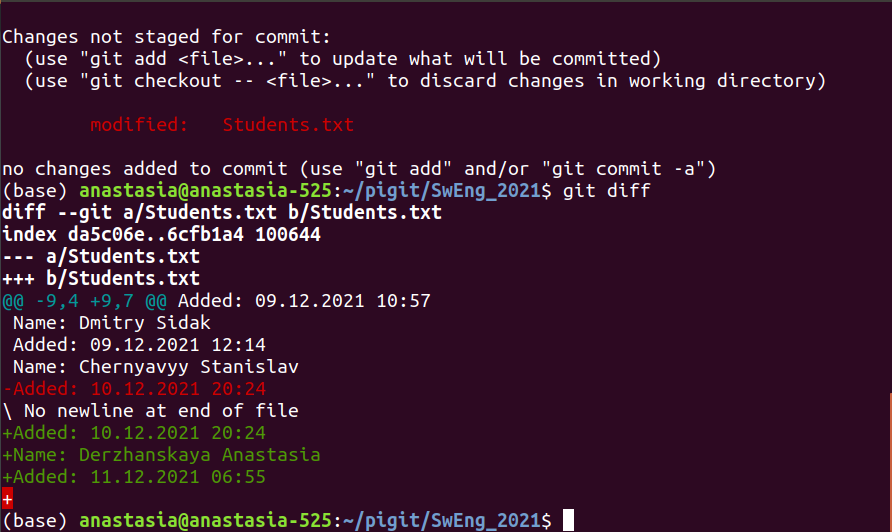 Changes not staged for commit:
  (use "git add <file>..." to update what will be committed)
  (use "git checkout -- <file>..." to discard changes in working directory)
        modified:   Students.txt
no changes added to commit (use "git add" and/or "git commit -a")
(base) anastasia@anastasia-525:~/pigit/SwEng_2021$ git diff
diff --git a/Students.txt b/Students.txt
index da5c06e..6cfb1a4 100644
--- a/Students.txt
+++ b/Students.txt
@@ -9,4 +9,7 @@ Added: 09.12.2021 10:57
 Name: Dmitry Sidak
 Added: 09.12.2021 12:14
 Name: Chernyavyy Stanislav
-Added: 10.12.2021 20:24
\ No newline at end of file
+Added: 10.12.2021 20:24
+Name: Derzhanskaya Anastasia
+Added: 11.12.2021 06:55
+
(base) anastasia@anastasia-525:~/pigit/SwEng_2021$